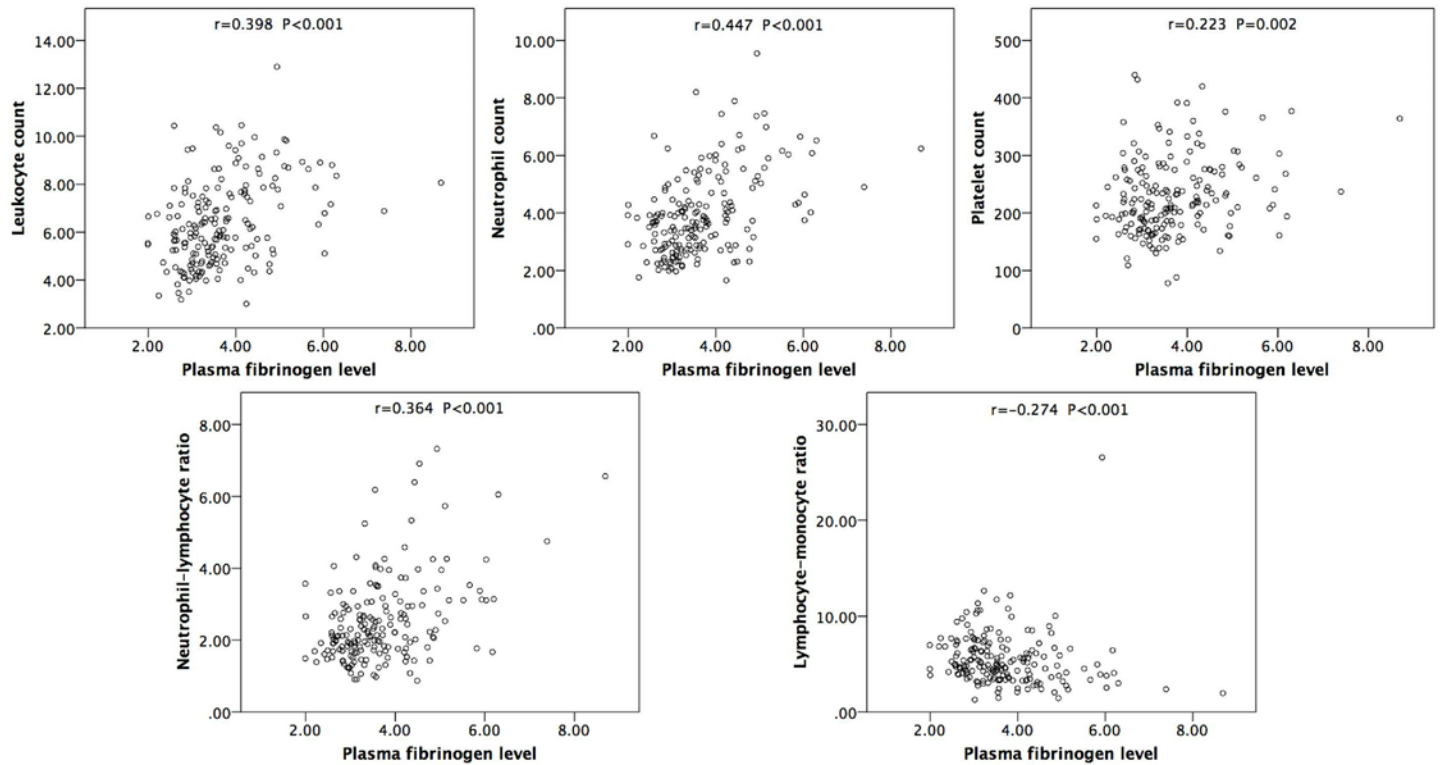 r=0.398 P<0.001
Leukocyte count
14.00
12.00
10.00
8.00
6.00
4.00
2.00
2.00 4.00 6.00 8.00
Plasma fibrinogen level
r=0.447 P<0.001
Neutrophil count
10.00
8.00
6.00
4.00
2.00
.00
2.00 4.00 6.00 8.00
Plasma fibrinogen level
r=0.223 P=0.002
Platelet count
500
400
300
200
100
0
2.00 4.00 6.00 8.00
Plasma fibrinogen level
r=0.364 P<0.001
Neutrophil-lymphocyte ratio
8.00
6.00
4.00
2.00
.00
2.00 4.00 6.00 8.00
Plasma fibrinogen level
r=-0.274 P<0.001
Lymphocyte-monocyte ratio
30.00
20.00
10.00
.00
2.00 4.00 6.00 8.00
Plasma fibrinogen level